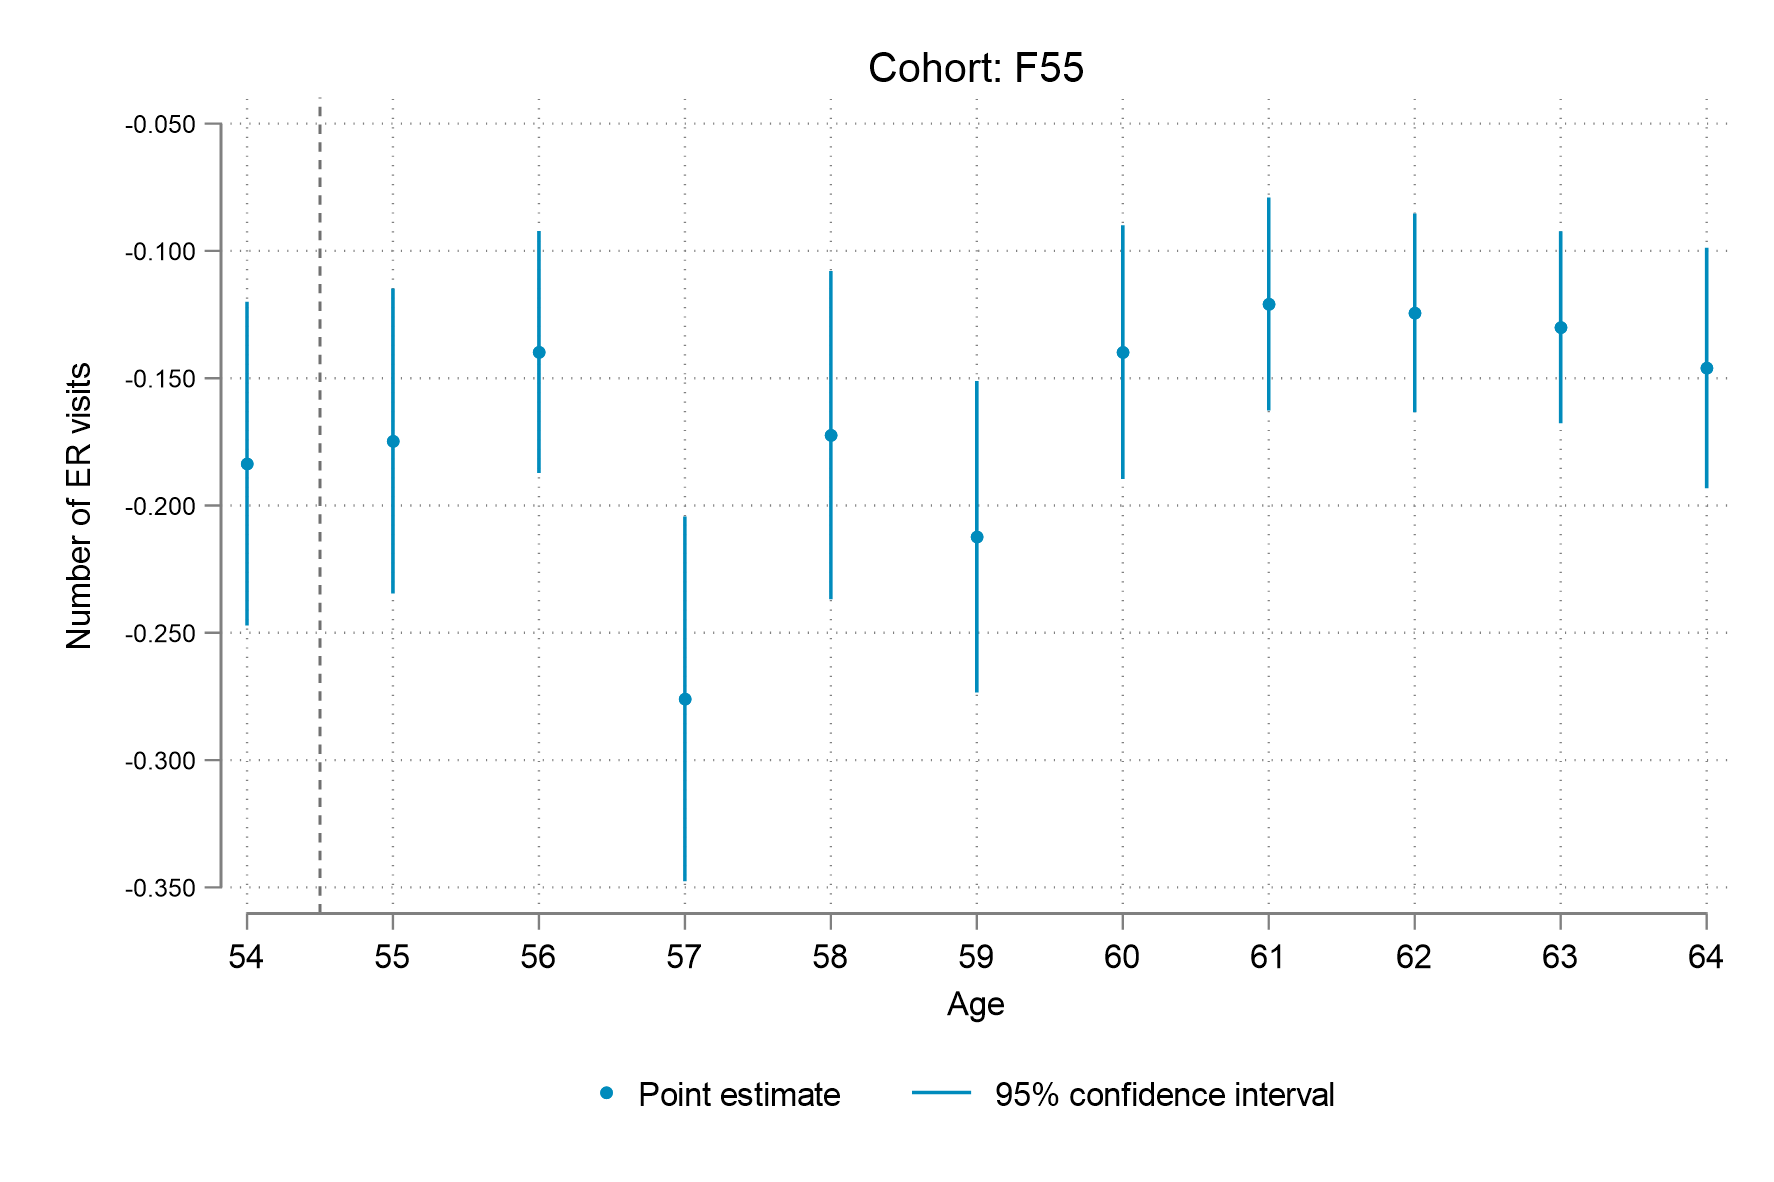 Cohort: F55
Number of ER visits
-0.050
-0.100
-0.150
-0.200
-0.250
-0.300
-0.350
54 55 56 57 58 59 60 61 62 63 64
Age
Point estimate 95% confidence interval